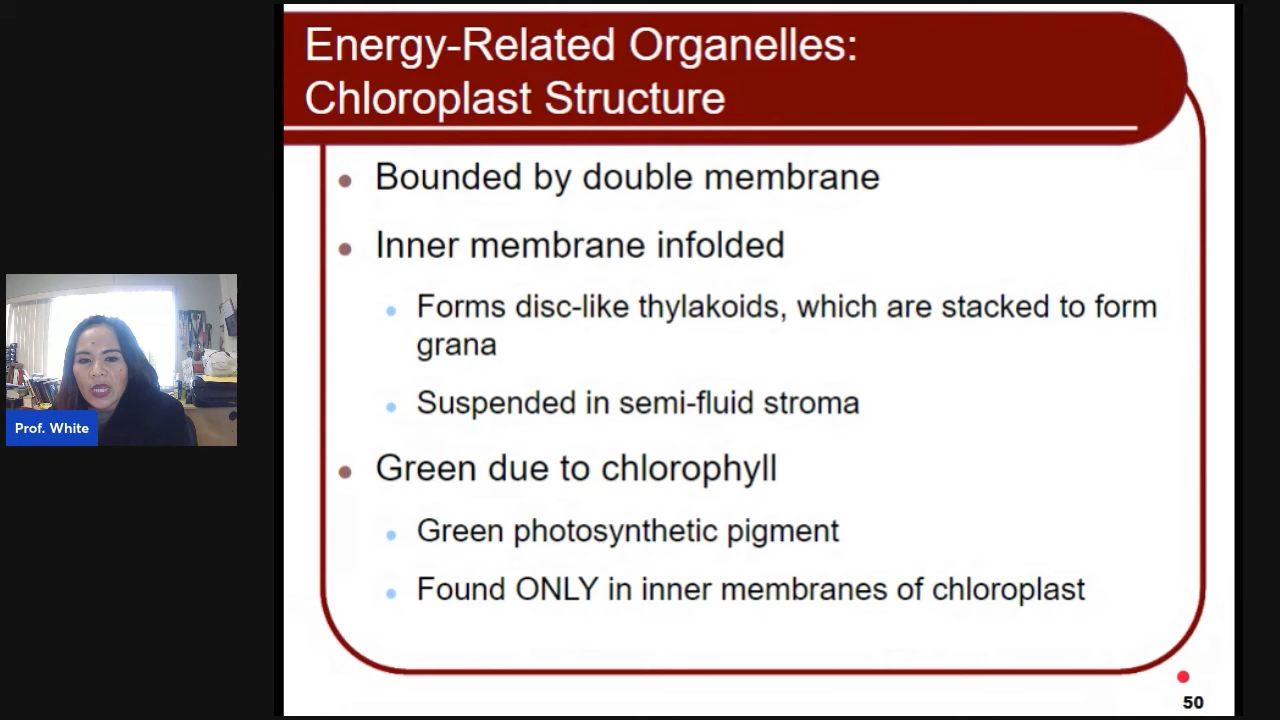 Energy-Related Organelles:
Chloroplast Structure
Bounded by double membrane
Inner membrane infolded
Forms disc-like thylakoids, which are stacked to form
grana
Suspended in semi-fluid stroma
Green due to chlorophyll
Green photosynthetic pigment
Found ONLY in inner membranes of chloroplast
Prof. White
50